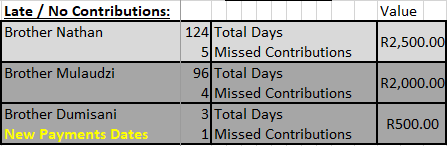 Late / No Contributions: Value
Brother Nathan 124 Total Days R2,500.00
5 Missed Contributions
Brother Mulaudzi 96 Total Days R2,000.00
4 Missed Contributions
Brother Dumisani 3 Total Days R500.00
New Payments Dates 1 Missed Contributions